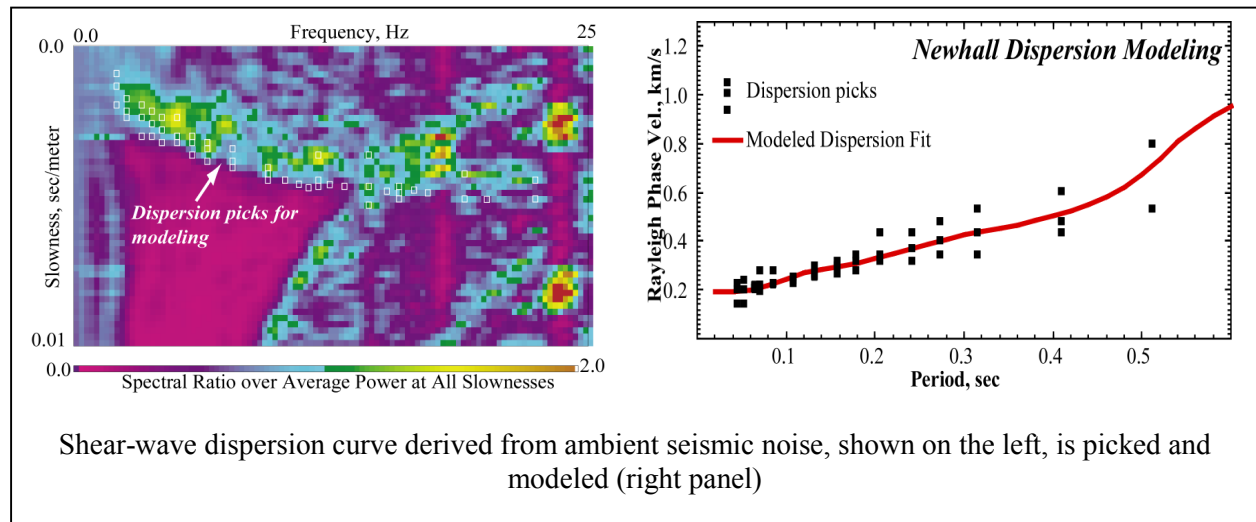 0.0 Frequency, Hz 25
0.0
Slowness, sec/meter
Dispersion picks for
modeling
0.01
0.0 2.0
Spectral Ratio over Average Power at All Slownesses
Newhall Dispersion Modeling
Dispersion picks
Modeled Dispersion Fit
Rayleigh Phase Vel., km/s
1.2
1.0
0.8
0.6
0.4
0.2
0.1 0.2 0.3 0.4 0.5
Period, sec
Shear-wave dispersion curve derived from ambient seismic noise, shown on the left, is picked and
modeled (right panel)